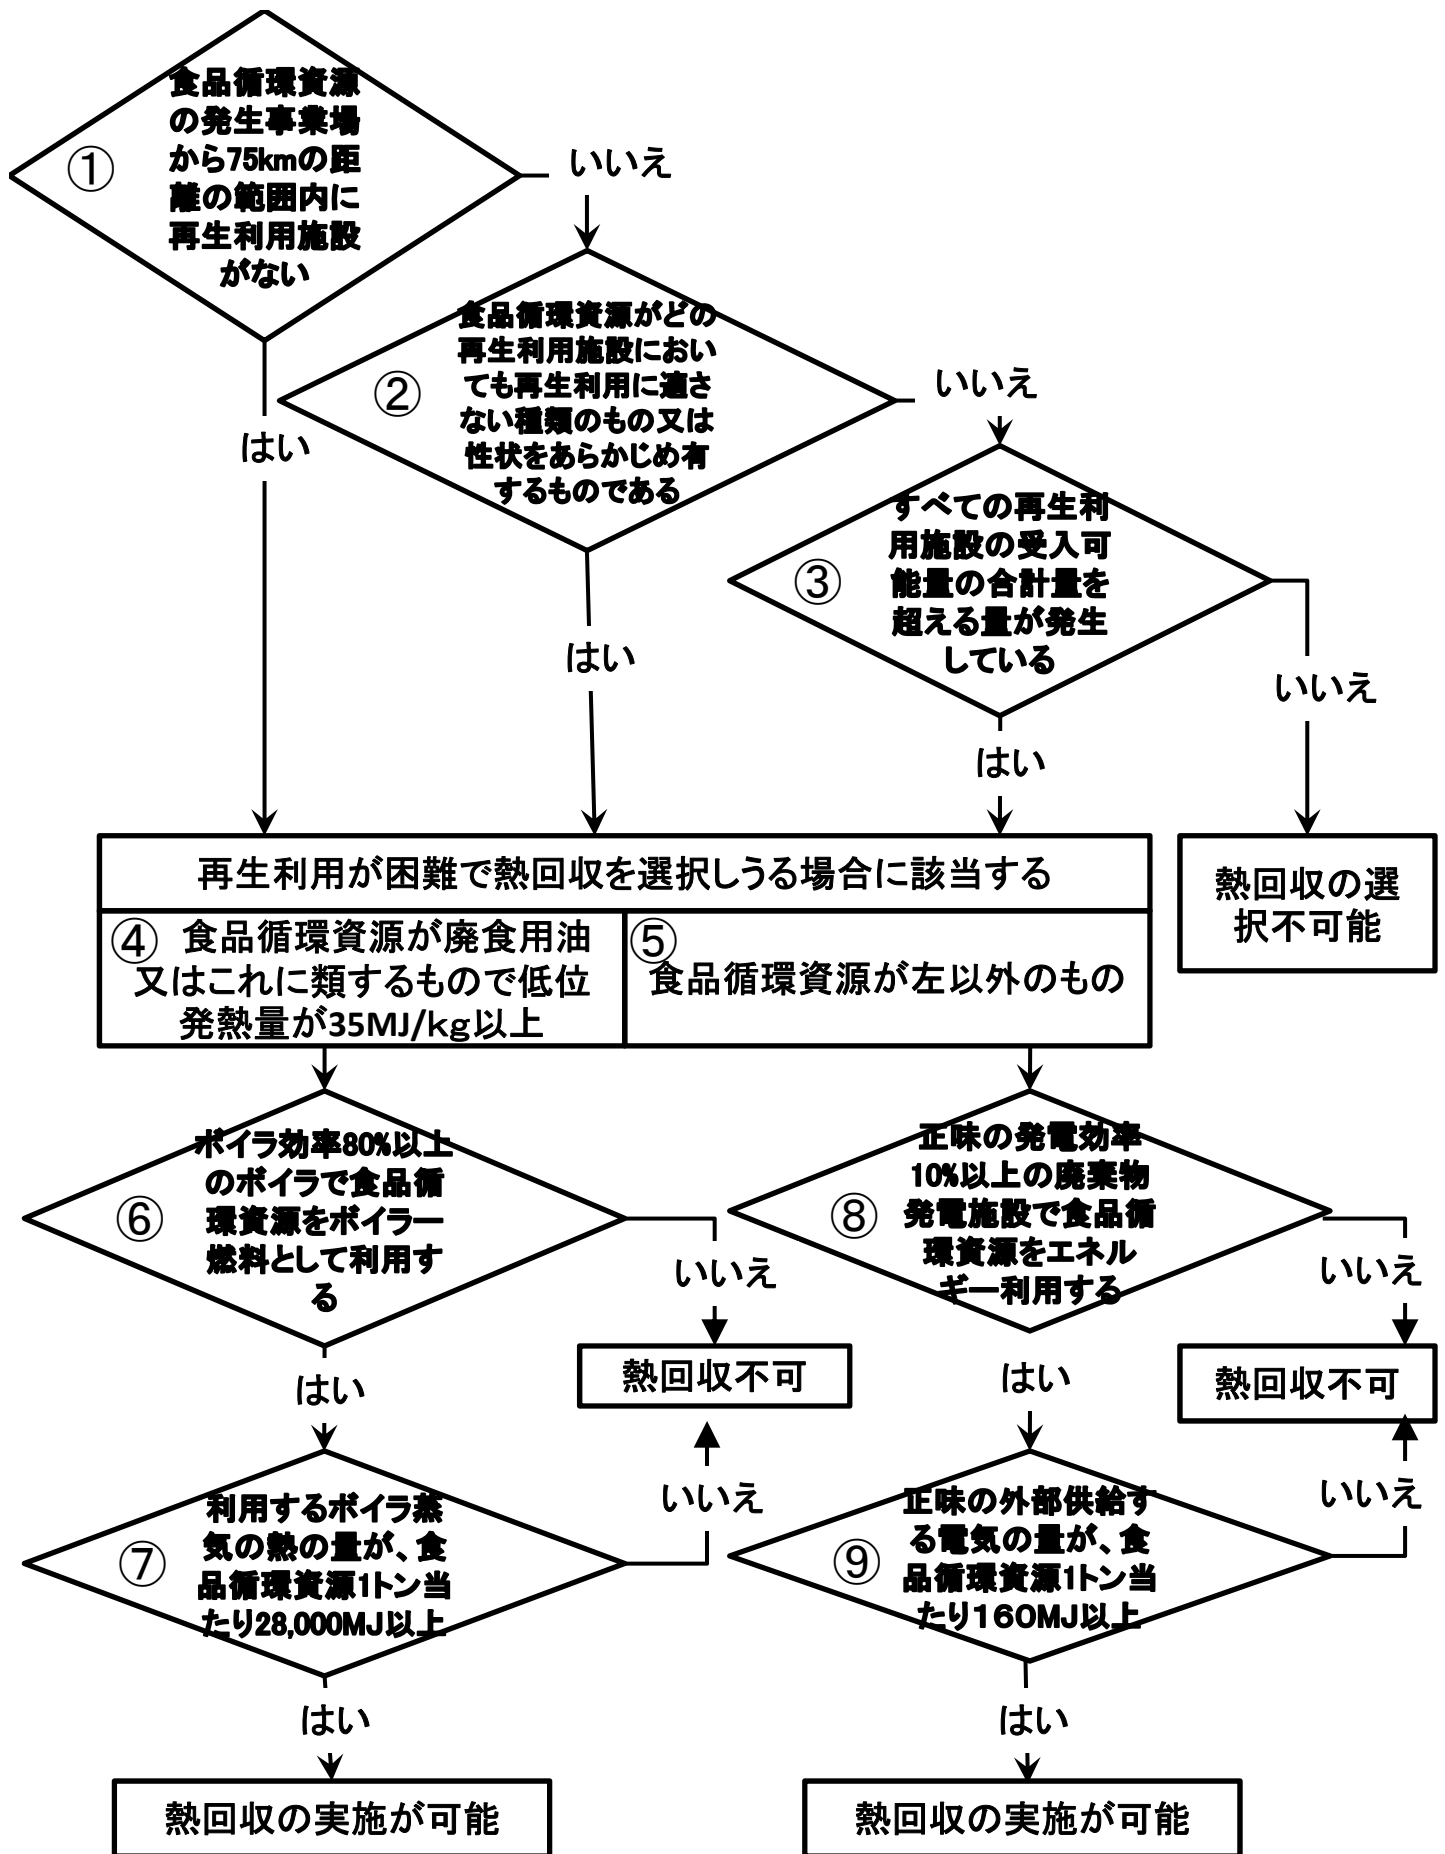 ①
食品循環資源
の発生事業場
から75kmの距
離の範囲内に
再生利用施設
がない
いいえ
はい
②
食品循環資源がどの
再生利用施設におい
ても再生利用に適さ
ない種類のもの又は
性状をあらかじめ有
するものである
いいえ
はい
③
すべての再生利
用施設の受入可
能量の合計量を
超える量が発生
している
いいえ
はい
再生利用が困難で熱回収を選択しうる場合に該当する
熱回収の選
択不可能
④ 食品循環資源が廃食用油
又はこれに類するもので低位
発熱量が35MJ/kg以上
⑤
食品循環資源が左以外のもの
⑥
ボイラ効率80%以上
のボイラで食品循
環資源をボイラー
燃料として利用す
る
いいえ
はい
熱回収不可
⑧
正味の発電効率
10%以上の廃棄物
発電施設で食品循
環資源をエネル
ギー利用する
いいえ
はい
熱回収不可
⑦
利用するボイラ蒸
気の熱の量が、食
品循環資源1トン当
たり28,000MJ以上
いいえ
はい
熱回収の実施が可能
⑨
正味の外部供給す
る電気の量が、食
品循環資源1トン当
たり160MJ以上
いいえ
はい
熱回収の実施が可能